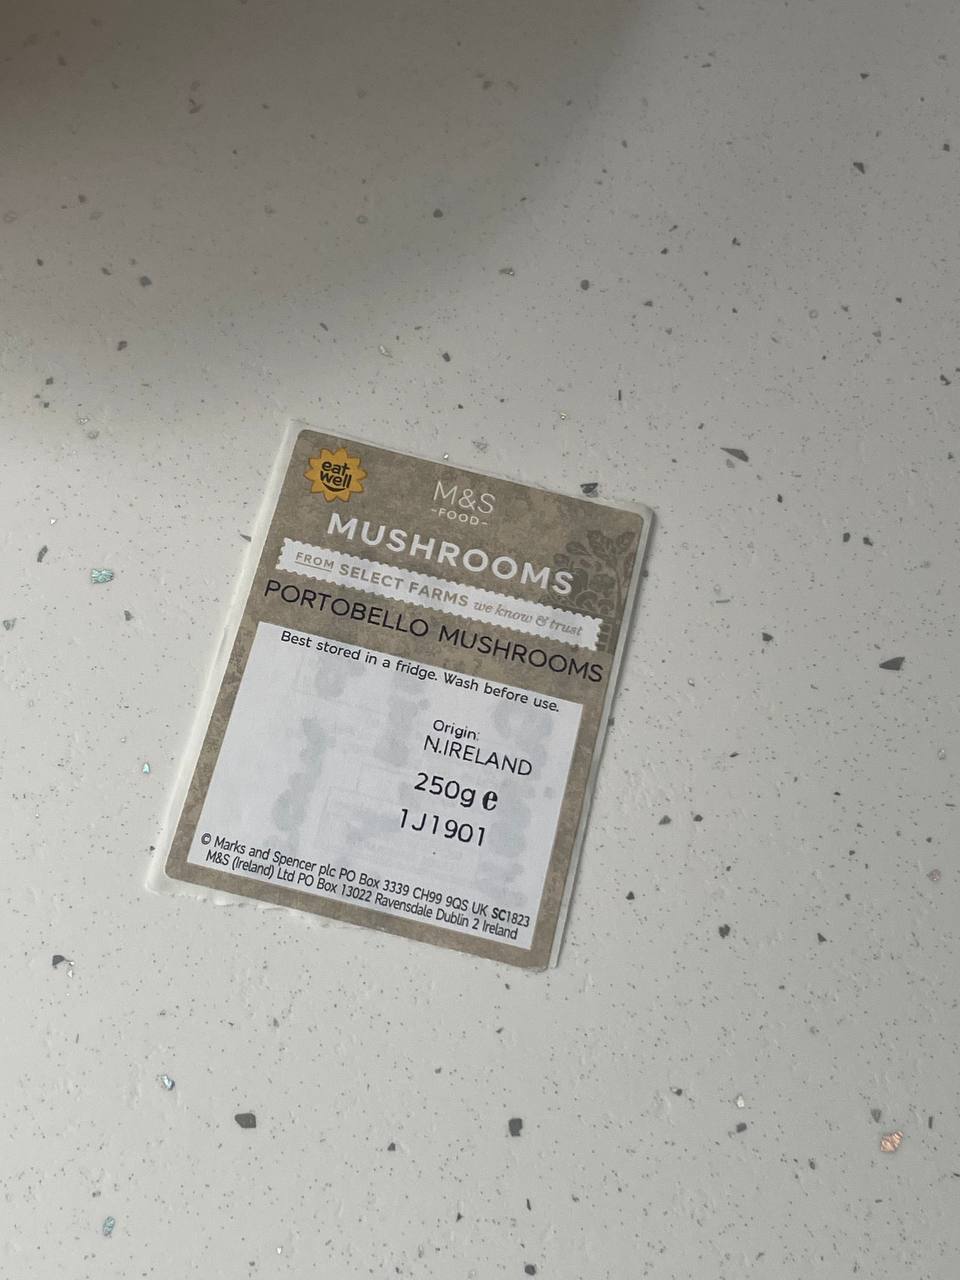 eat
well
M&S
-FOOD-
MUSHROOMS
FROM SELECT FARMS we know & trust
PORTOBELLO MUSHROOMS
Best stored in a fridge. Wash before use.
Origin:
N.IRELAND
250g e
1J1901
© Marks and Spencer plc PO Box 3339 CH99 9QS UK SC1823
M&S (Ireland) Ltd PO Box 13022 Ravensdale Dublin 2 Ireland